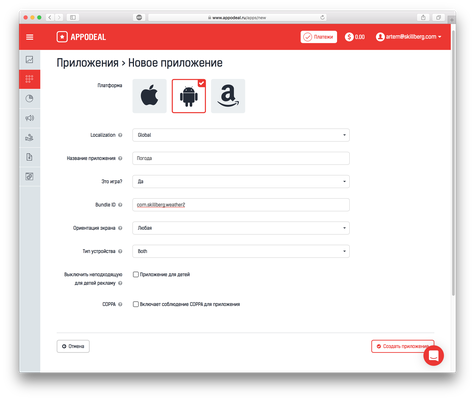 www.appodeal.ru/apps/new
APPODEAL
Платежи
$ 0.00
artem@skillberg.com
Приложения > Новое приложение
Платформа
Localization
Global
Название приложения
Погода
Это игра?
Да
Bundle ID
com.skillberg.weather2
Ориентация экрана
Любая
Тип устройства
Both
Выключить неподходящую
для детей рекламу
Приложение для детей
COPPA
Включает соблюдение COPPA для приложения
Отмена
Создать приложение